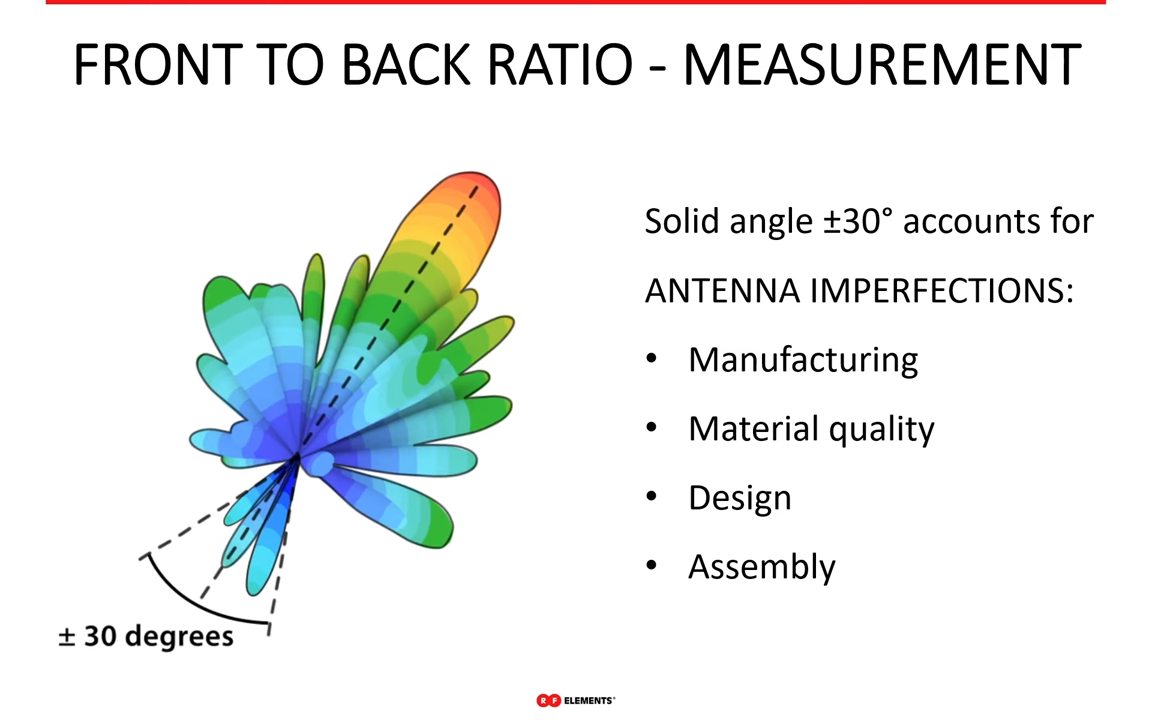 FRONT TO BACK RATIO - MEASUREMENT
Solid angle ±30° accounts for
ANTENNA IMPERFECTIONS:
• Manufacturing
• Material quality
• Design
• Assembly
± 30 degrees
RF ELEMENTS®